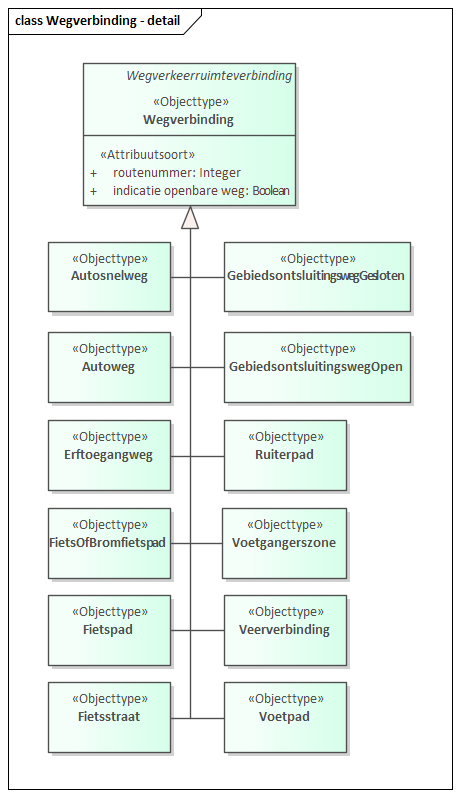 class Wegverbinding - detail
Wegverkeerruimteverbinding
«Objecttype»
Wegverbinding
«Attribuutsoort»
+ routenummer: Integer
+ indicatie openbare weg: Boolean
«Objecttype»
Autosnelweg
«Objecttype»
GebiedsontsluitingswegGesloten
«Objecttype»
Autoweg
«Objecttype»
GebiedsontsluitingswegOpen
«Objecttype»
Erftoegangweg
«Objecttype»
Ruiterpad
«Objecttype»
FietsOfBromfietspad
«Objecttype»
Voetgangerszone
«Objecttype»
Fietspad
«Objecttype»
Veerverbinding
«Objecttype»
Fietsstraat
«Objecttype»
Voetpad